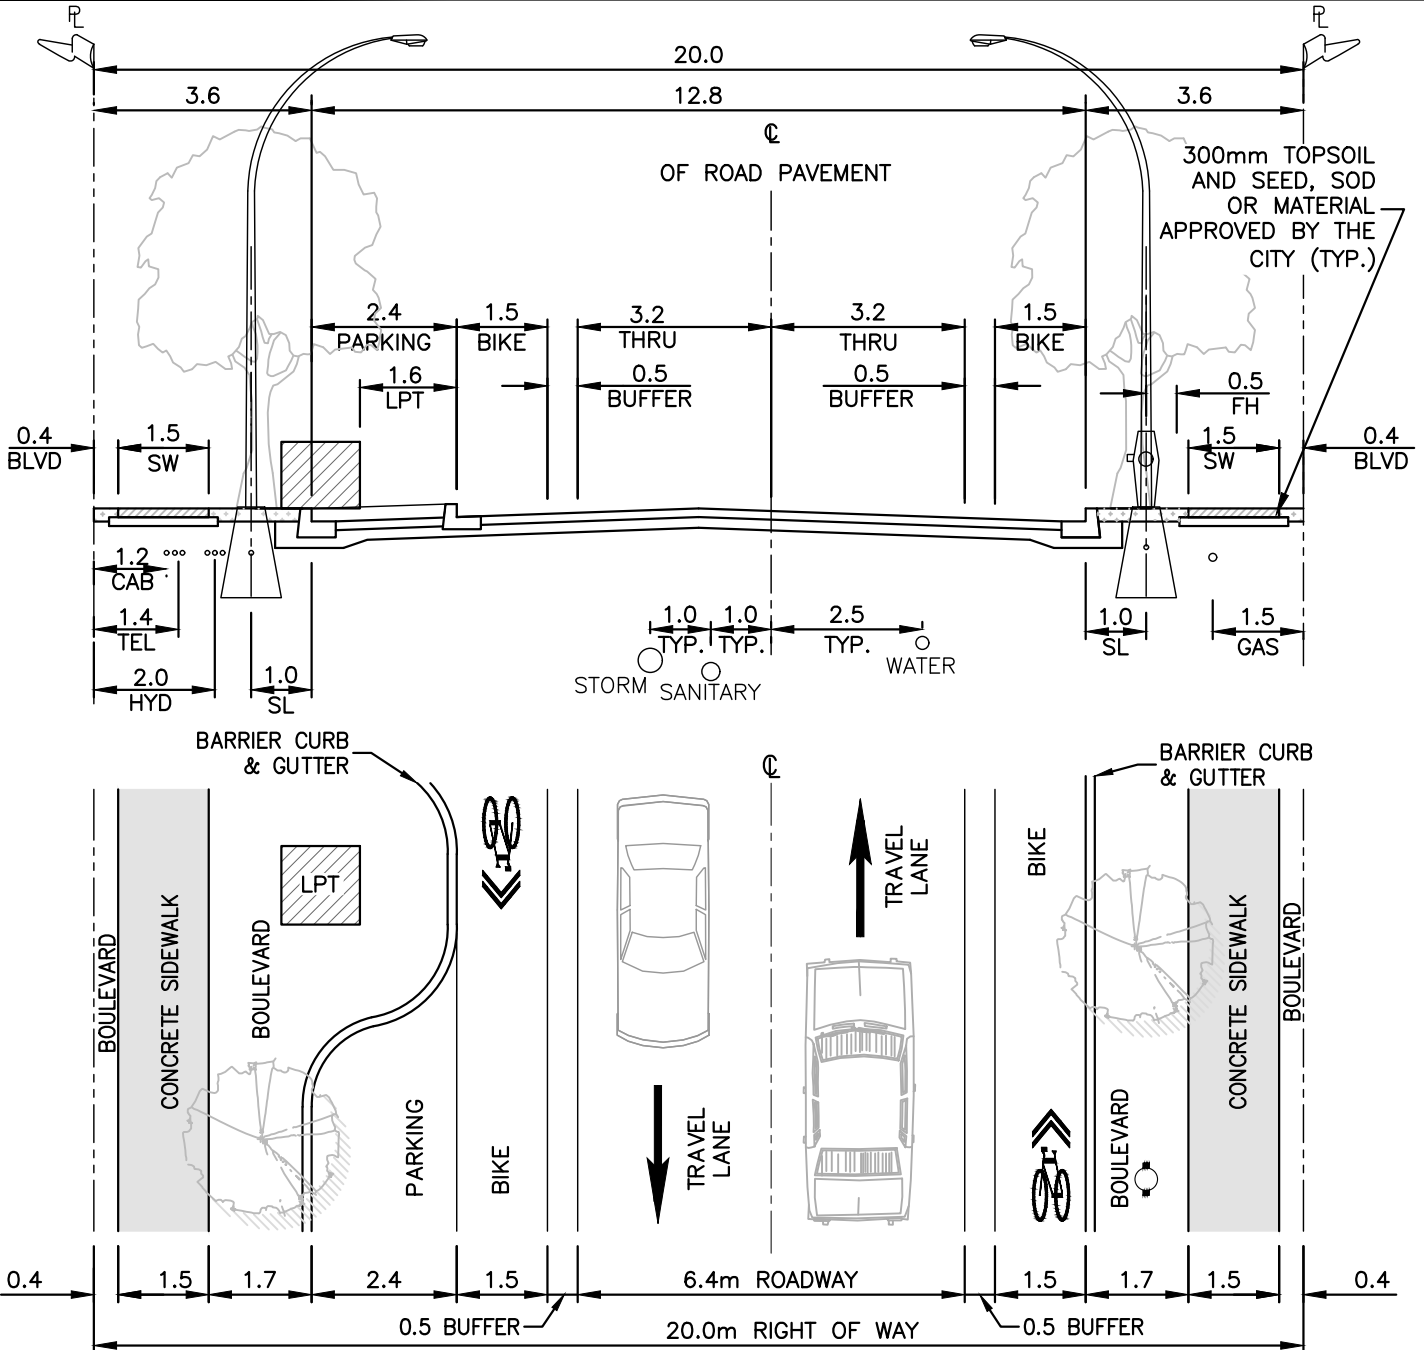 PL
PL
20.0
3.6
12.8
3.6
CL
OF ROAD PAVEMENT
300mm TOPSOIL
AND SEED, SOD
OR MATERIAL
APPROVED BY THE
CITY (TYP.)
2.4
PARKING
1.5
BIKE
3.2
THRU
3.2
THRU
1.5
BIKE
1.6
LPT
0.5
BUFFER
0.5
BUFFER
0.5
FH
0.4
BLVD
1.5
SW
1.5
SW
0.4
BLVD
1.2
CAB
1.4
TEL
2.0
HYD
1.0
SL
1.0
TYP.
1.0
TYP.
2.5
TYP.
STORM
SANITARY
WATER
1.0
SL
1.5
GAS
BARRIER CURB
& GUTTER
CL
BARRIER CURB
& GUTTER
BOULEVARD
CONCRETE SIDEWALK
BOULEVARD
LPT
PARKING
BIKE
TRAVEL
LANE
TRAVEL
LANE
BIKE
BOULEVARD
CONCRETE SIDEWALK
BOULEVARD
0.4
1.5
1.7
2.4
1.5
6.4m ROADWAY
1.5
1.7
1.5
0.4
0.5 BUFFER
0.5 BUFFER
20.0m RIGHT OF WAY